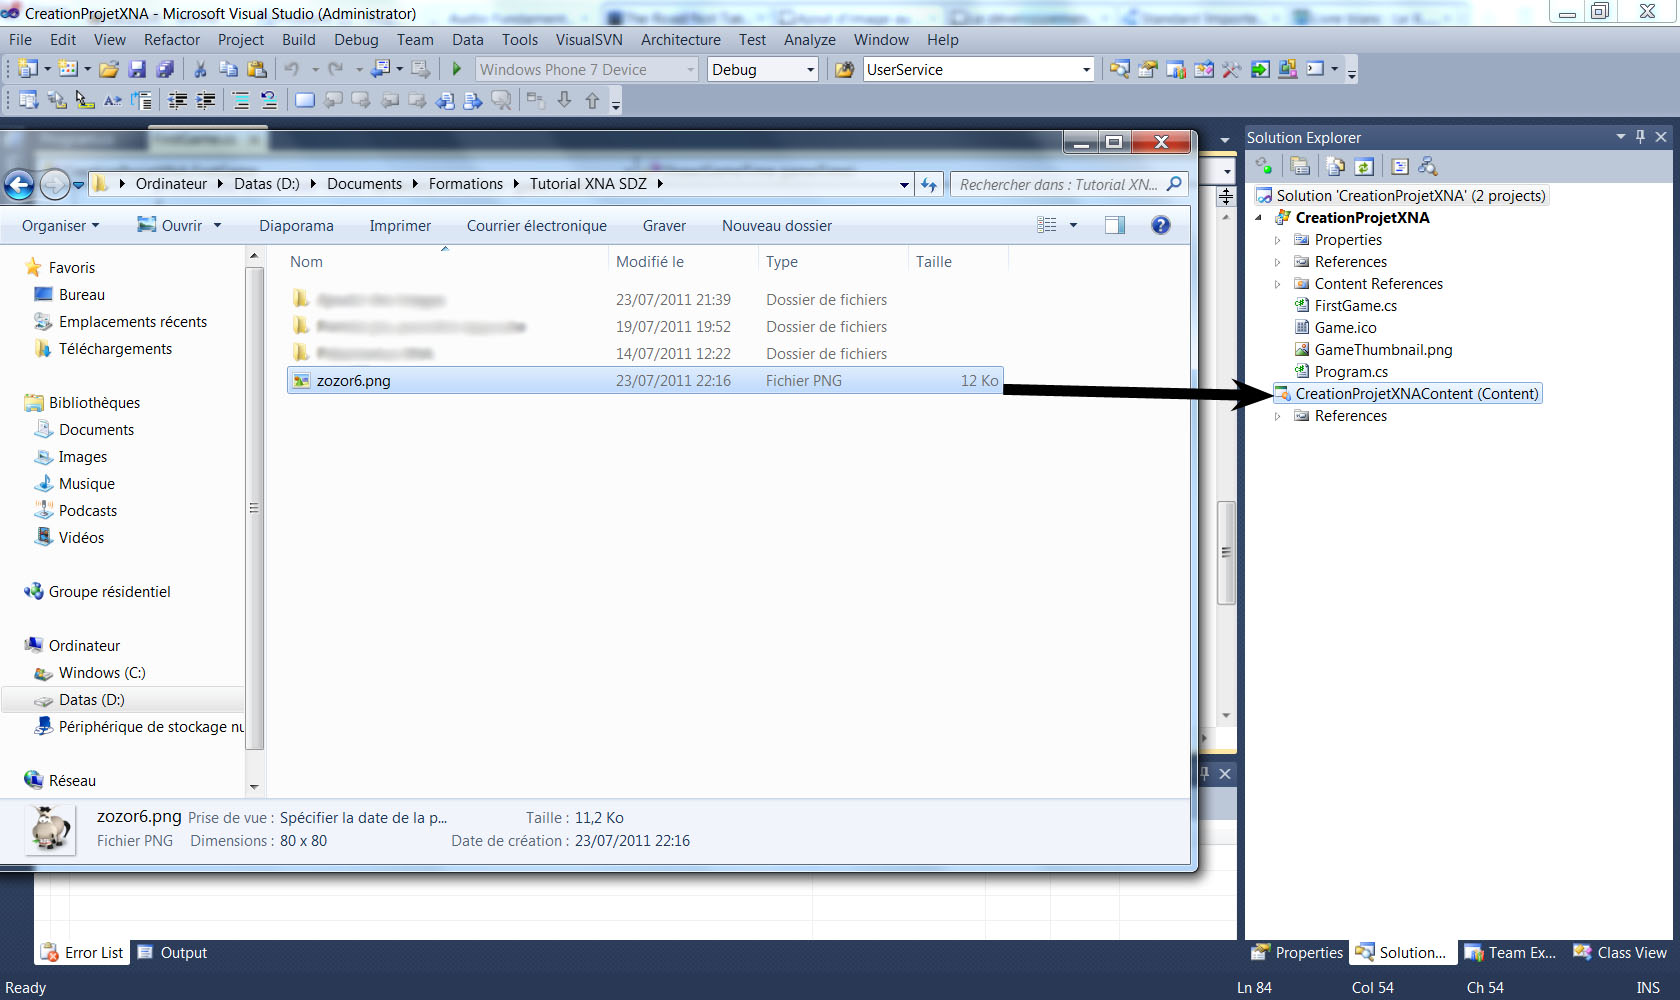 CreationProjetXNA - Microsoft Visual Studio (Administrator)
File Edit View Refactor Project Build Debug Team Data Tools VisualSVN Architecture Test Analyze Window Help
Windows Phone 7 Device Debug UserService
Ordinateur Datas (D:) Documents Formations Tutorial XNA SDZ
Rechercher dans : Tutorial XN...
Organiser Ouvrir Diaporama Imprimer Courrier électronique Graver Nouveau dossier
Favoris
Bureau
Emplacements récents
Téléchargements
Bibliothèques
Documents
Images
Musique
Podcasts
Vidéos
Groupe résidentiel
Ordinateur
Windows (C:)
Datas (D:)
Périphérique de stockage nu
Réseau
Nom Modifié le Type Taille
23/07/2011 21:39 Dossier de fichiers
19/07/2011 19:52 Dossier de fichiers
14/07/2011 12:22 Dossier de fichiers
zozor6.png 23/07/2011 22:16 Fichier PNG 12 Ko
zozor6.png Prise de vue : Spécifier la date de la p... Taille : 11,2 Ko
Fichier PNG Dimensions : 80 x 80 Date de création : 23/07/2011 22:16
Solution Explorer
Solution 'CreationProjetXNA' (2 projects)
CreationProjetXNA
Properties
References
Content References
FirstGame.cs
Game.ico
GameThumbnail.png
Program.cs
CreationProjetXNAContent (Content)
References
Error List Output
Properties Solution... Team Ex... Class View
Ready Ln 84 Col 54 Ch 54 INS